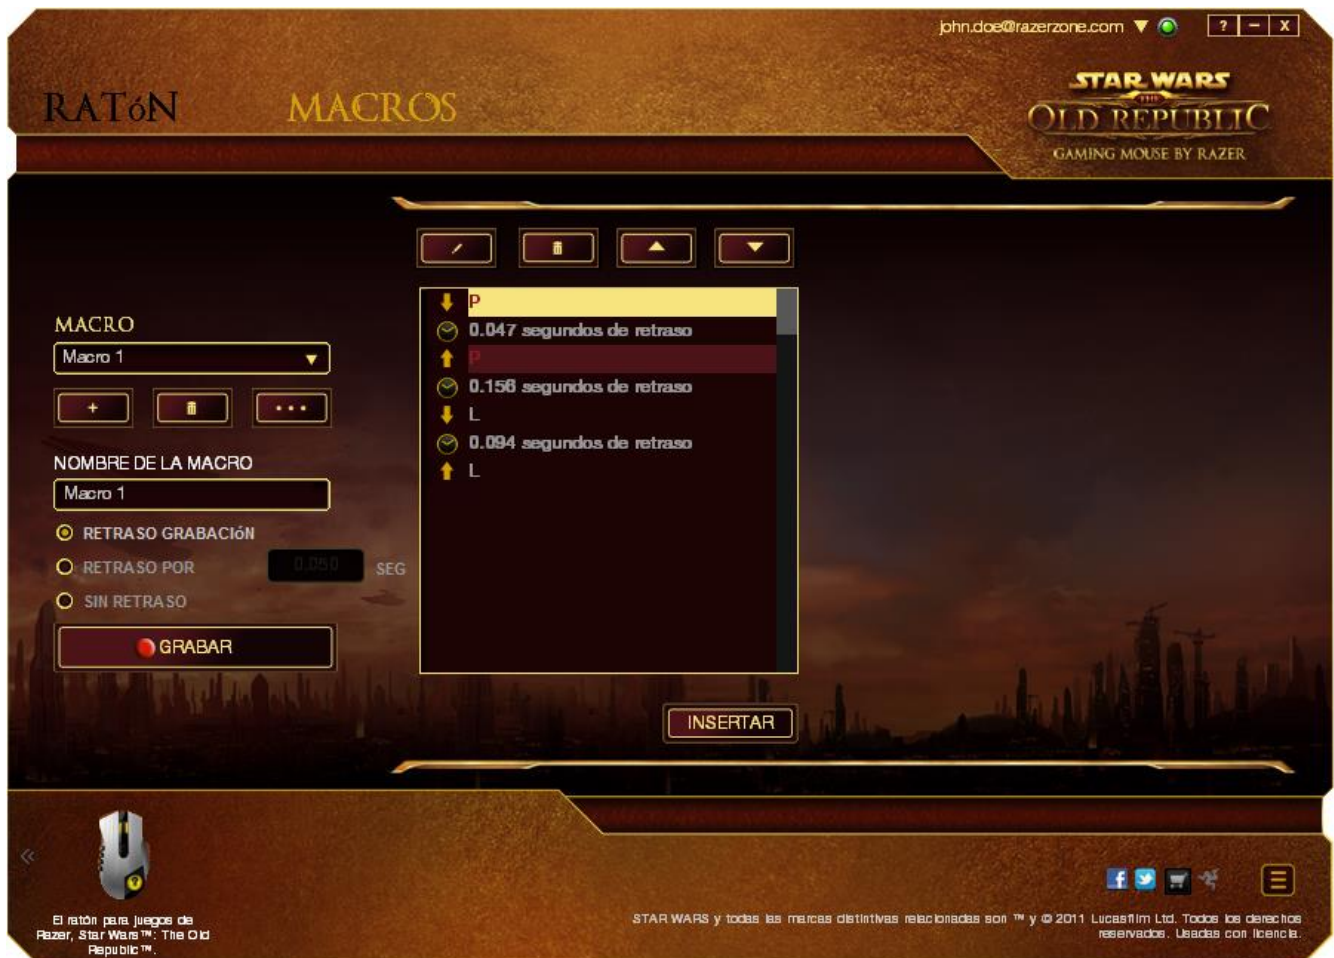 john.doe@razerzone.com
? – X
RATóN
MACROS
STAR WARS
THE
OLD REPUBLIC
GAMING MOUSE BY RAZER
MACRO
Macro 1
+
...
NOMBRE DE LA MACRO
Macro 1
RETRASO GRABACIóN
RETRASO POR
0.050
SEG
SIN RETRASO
GRABAR
P
0.047 segundos de retraso
P
0.156 segundos de retraso
L
0.094 segundos de retraso
L
INSERTAR
El ratón para juegos de
Razer, Star Wars™: The Old
Republic™.
STAR WARS y todas las marcas distintivas relacionadas son ™ y © 2011 Lucasfilm Ltd. Todos los derechos
reservados. Usadas con licencia.